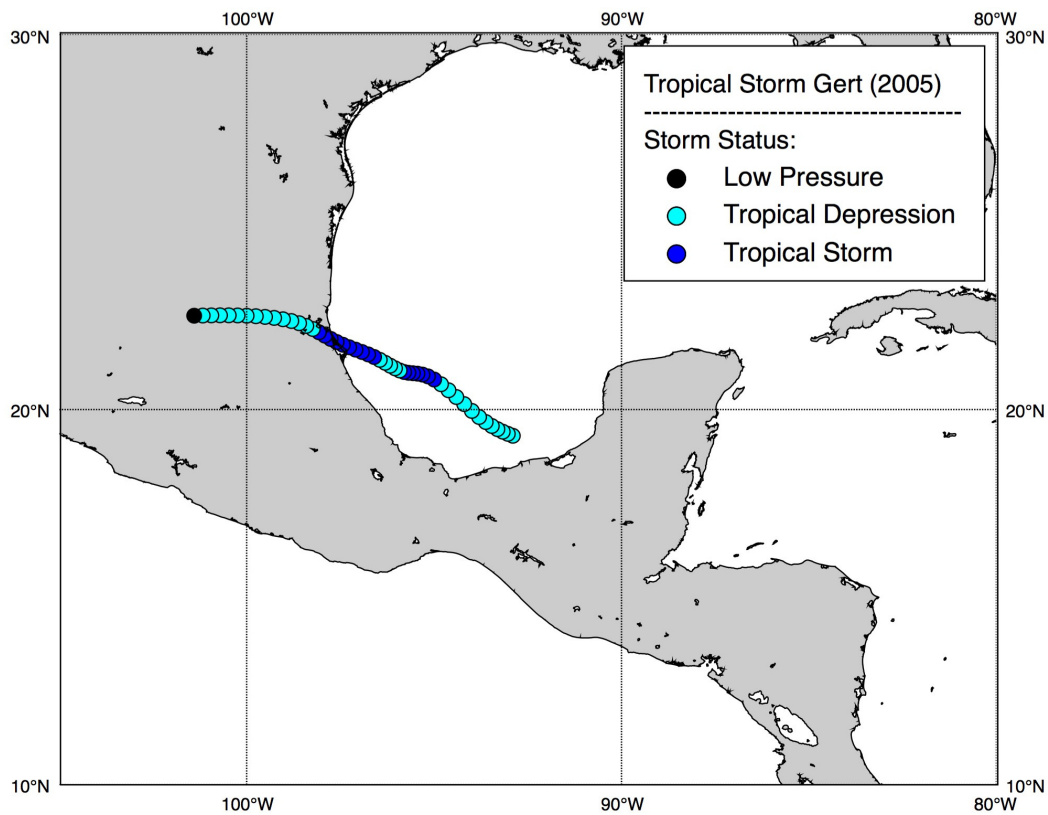 100°W 90°W 80°W
30°N 30°N
Tropical Storm Gert (2005)
--------------------------------
Storm Status:
Low Pressure
Tropical Depression
Tropical Storm
20°N 20°N
10°N 10°N
100°W 90°W 80°W